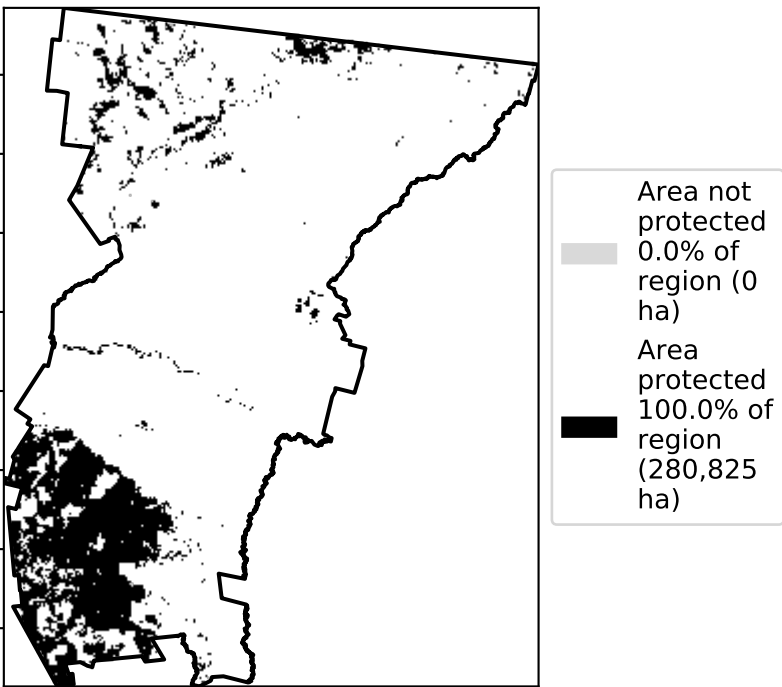 Area not
protected
0.0% of
region (0
ha)
Area
protected
100.0% of
region
(280,825
ha)